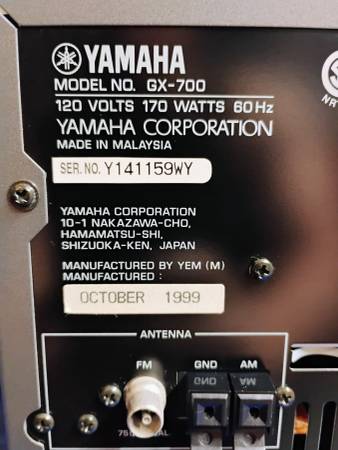 YAMAHA
MODEL NO. GX-700
120 VOLTS 170 WATTS 60Hz
YAMAHA CORPORATION
MADE IN MALAYSIA
SER. NO. Y141159WY
YAMAHA CORPORATION
10-1 NAKAZAWA-CHO,
HAMAMATSU-SHI,
SHIZUOKA-KEN, JAPAN
MANUFACTURED BY YEM (M)
MANUFACTURED :
OCTOBER 1999
ANTENNA
FM GND AM
GND AM